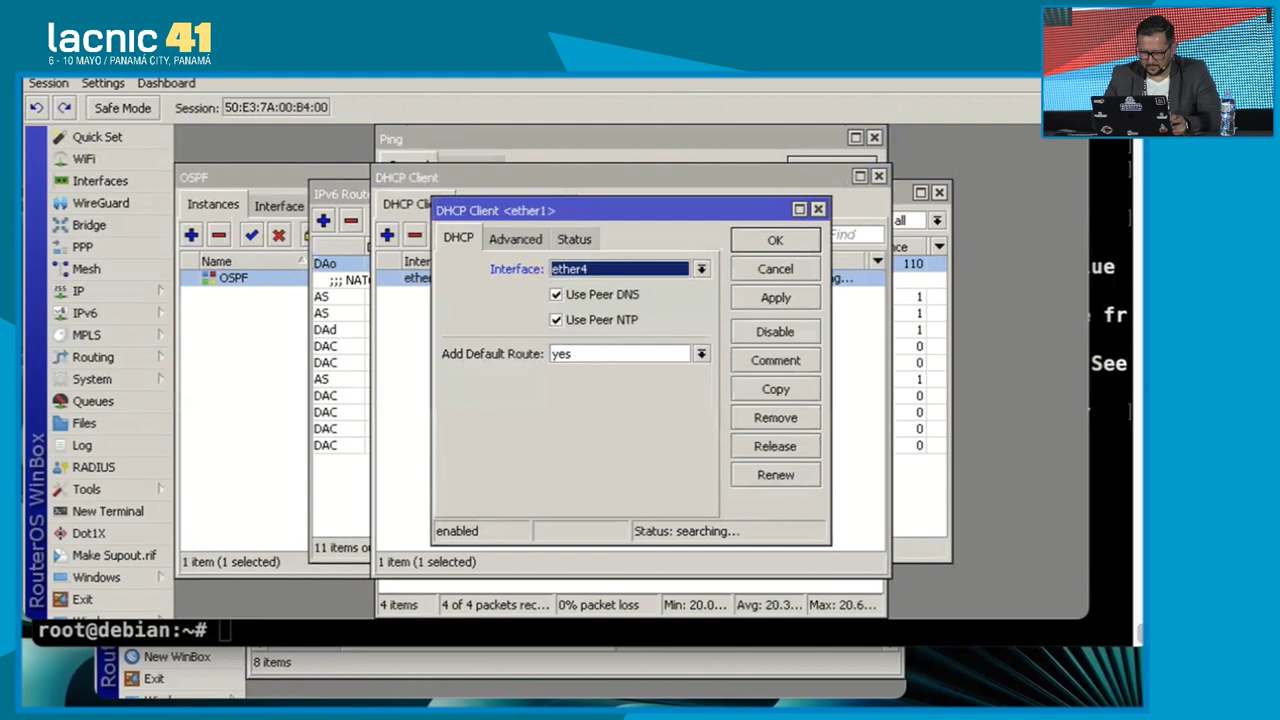 lacnic 41
6 - 10 MAYO / PANAMÁ CITY, PANAMÁ
Session Settings Dashboard
Safe Mode Session: 50:E3:7A:00:B4:00
Quick Set
WiFi
Interfaces
WireGuard
Bridge
PPP
Mesh
IP
IPv6
MPLS
Routing
System
Queues
Files
Log
RADIUS
Tools
New Terminal
Dot1X
Make Supout.rif
Windows
Exit
RouterOS WinBox
OSPF
Instances Interface
Name
OSPF
1 item (1 selected)
IPv6 Rou
DAo
;;; NAT
AS
AS
DAd
DAC
DAC
AS
DAC
DAC
DAC
DAC
11 items o
Ping
4 items 4 of 4 packets rec... 0% packet loss Min: 20.0... Avg: 20.3... Max: 20.6...
DHCP Client
DHCP Cli
Inter
ether
Find
g...
1 item (1 selected)
DHCP Client <ether1>
DHCP Advanced Status
Interface: ether4
Use Peer DNS
Use Peer NTP
Add Default Route: yes
OK
Cancel
Apply
Disable
Comment
Copy
Remove
Release
Renew
enabled Status: searching...
all
nce
110
1
1
1
0
0
1
0
0
0
0
ue
fr
See
root@debian:~#
New WinBox
Exit
8 items